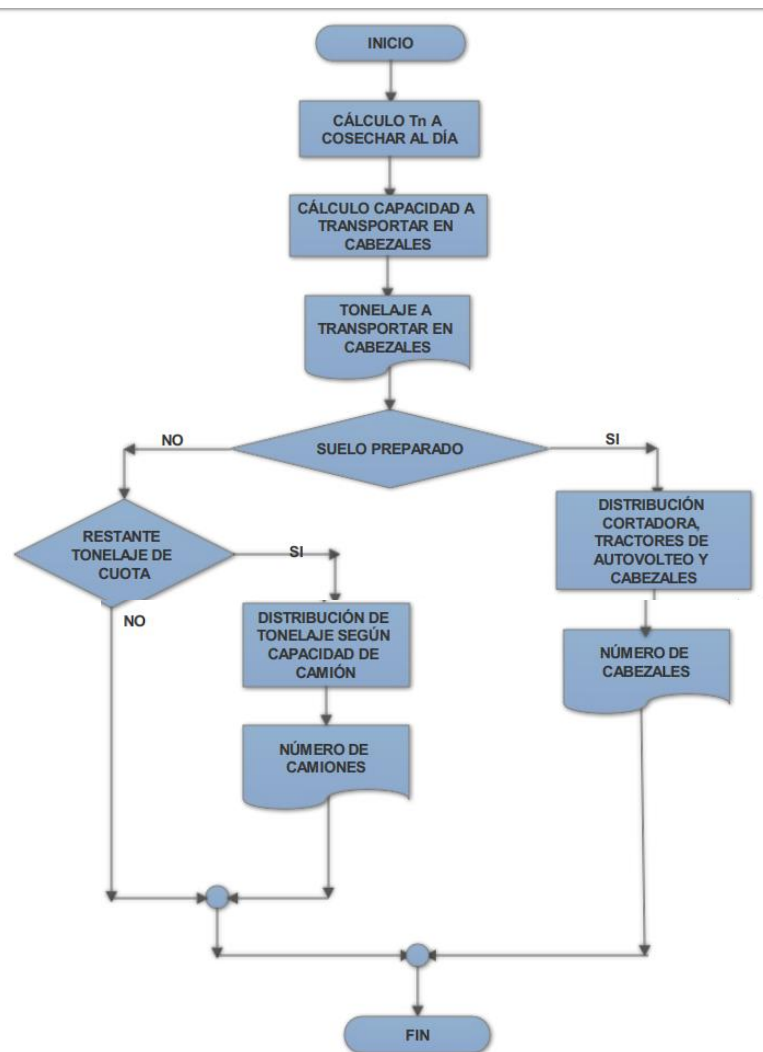 INICIO
CÁLCULO Tn A
COSECHAR AL DÍA
CÁLCULO CAPACIDAD A
TRANSPORTAR EN
CABEZALES
TONELAJE A
TRANSPORTAR EN
CABEZALES
NO
SUELO PREPARADO
SI
RESTANTE
TONELAJE DE
CUOTA
SI
NO
DISTRIBUCIÓN
CORTADORA,
TRACTORES DE
AUTOVOLTEO Y
CABEZALES
DISTRIBUCIÓN DE
TONELAJE SEGÚN
CAPACIDAD DE
CAMIÓN
NÚMERO DE
CABEZALES
NÚMERO DE
CAMIONES
FIN